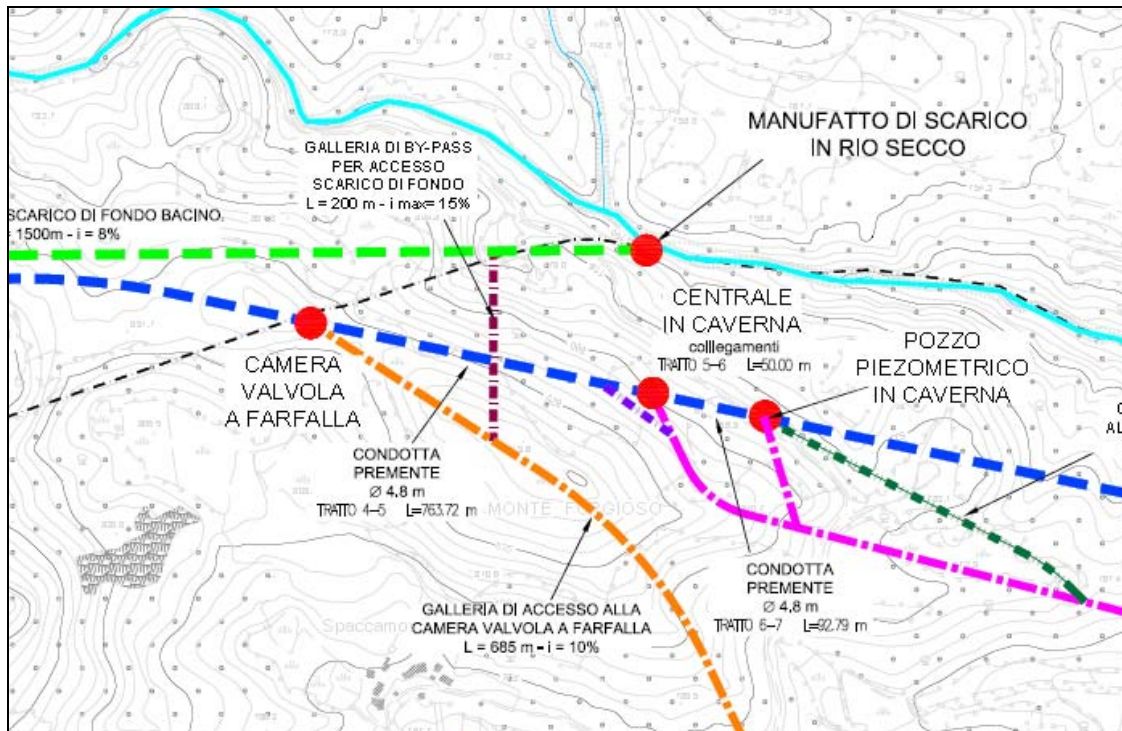 GALLERIA DI BY-PASS
PER ACCESSO
SCARICO DI FONDO
L = 200 m - i max= 15%
MANUFATTO DI SCARICO
IN RIO SECCO
SCARICO DI FONDO BACINO.
= 1500m - i = 8%
CENTRALE
IN CAVERNA
colllegamenti
TRATTO 5-6 L=50.00 m
POZZO
PIEZOMETRICO
IN CAVERNA
CAMERA
VALVOLA
A FARFALLA
CONDOTTA
PREMENTE
Ø 4.8 m
TRATTO 4-5 L=763.72 m
CONDOTTA
PREMENTE
Ø 4.8 m
TRATTO 6-7 L=92.79 m
GALLERIA DI ACCESSO ALLA
CAMERA VALVOLA A FARFALLA
L = 685 m - i = 10%
AL